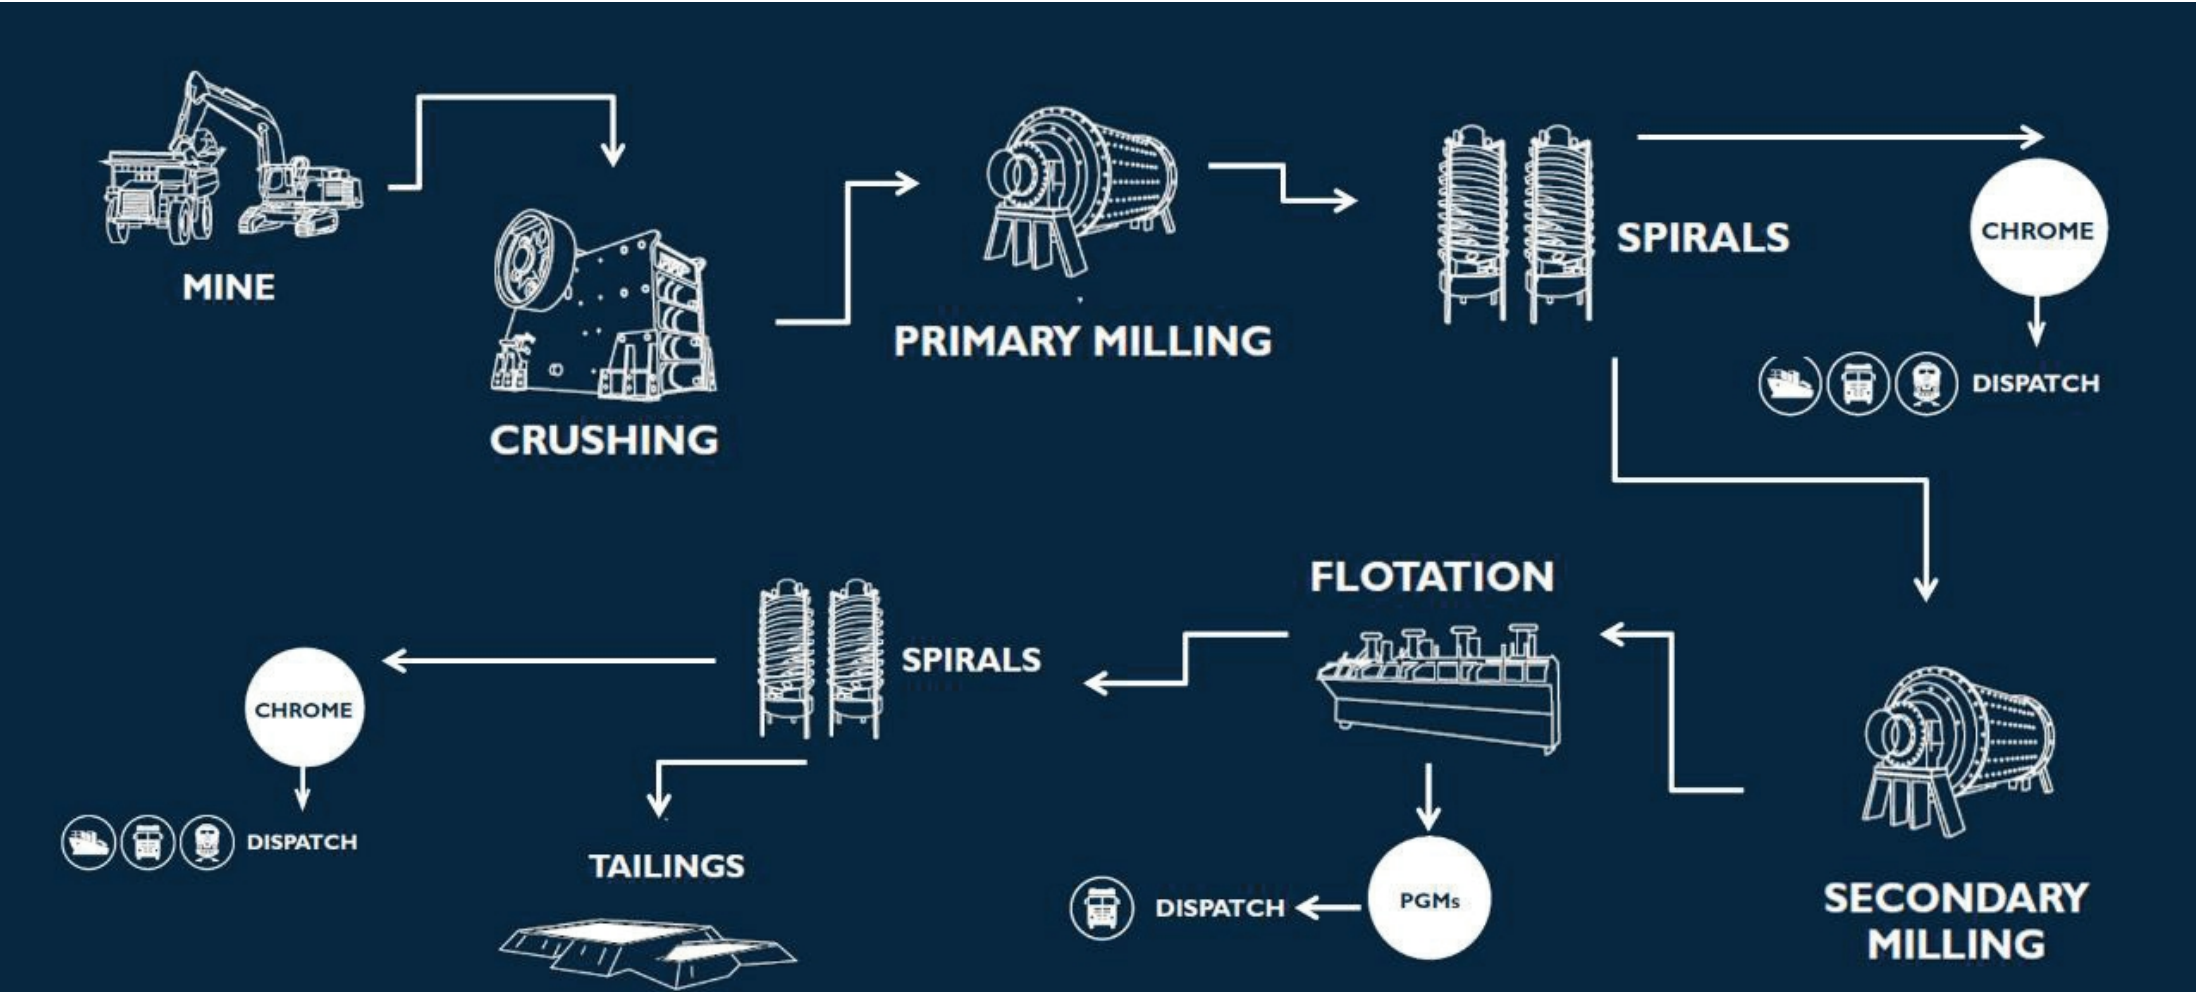 MINE
CRUSHING
PRIMARY MILLING
SPIRALS
CHROME
DISPATCH
SECONDARY
MILLING
FLOTATION
PGMs
DISPATCH
SPIRALS
CHROME
DISPATCH
TAILINGS